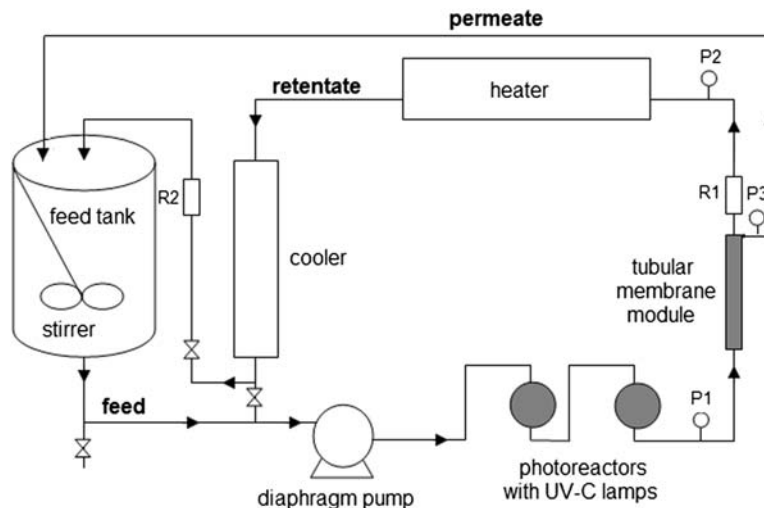 permeate
P2
retentate
heater
R2
R1
P3
feed tank
cooler
tubular
membrane
module
stirrer
feed
P1
photoreactors
with UV-C lamps
diaphragm pump